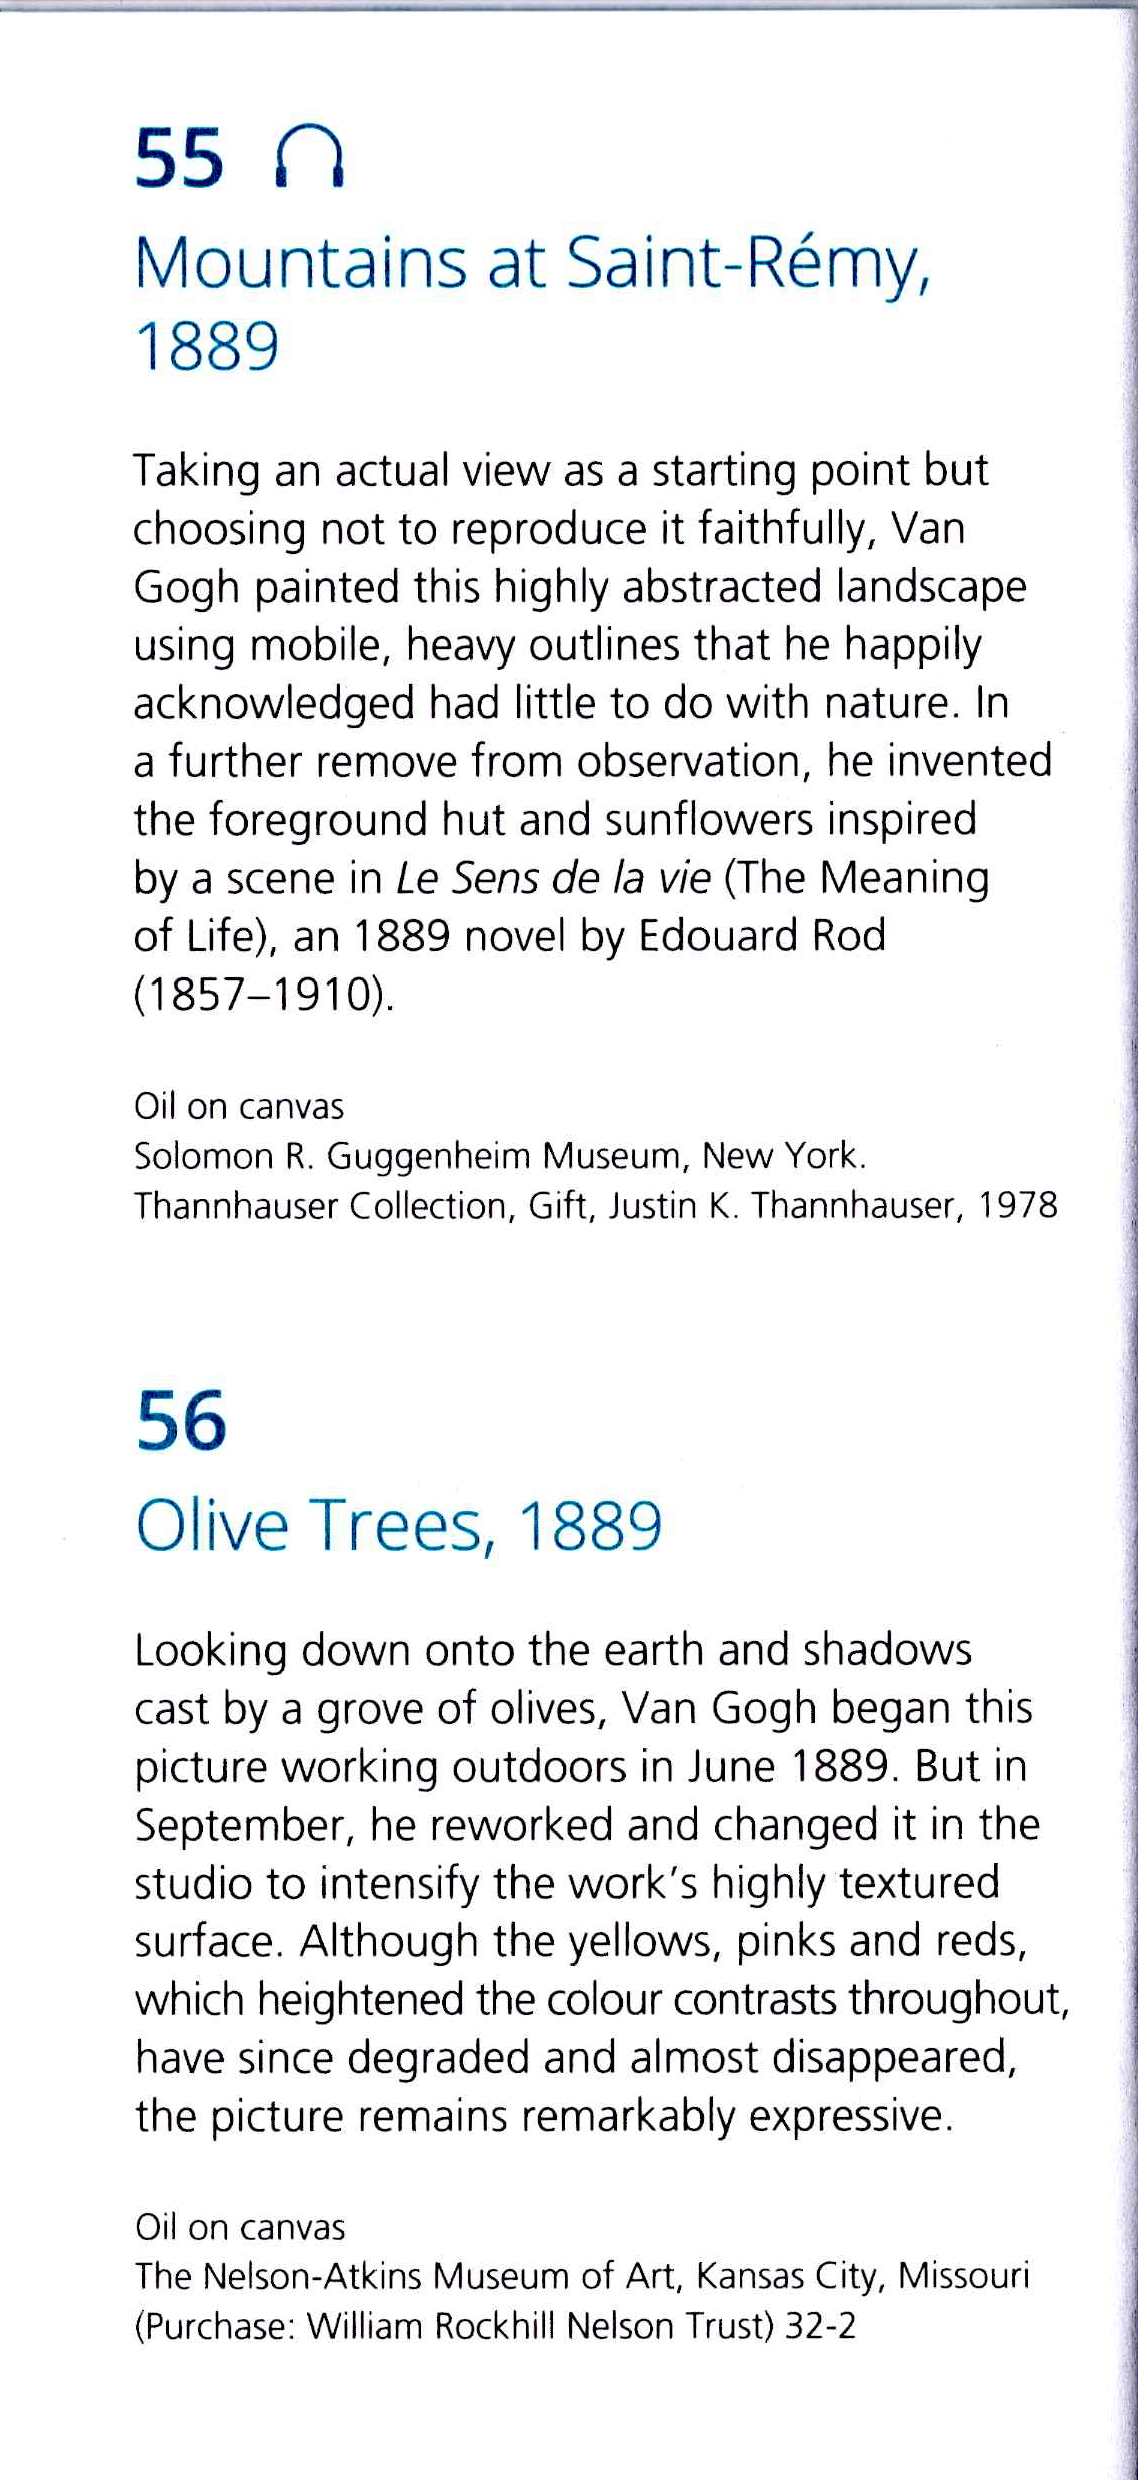 55
Mountains at Saint-Rémy,
1889
Taking an actual view as a starting point but
choosing not to reproduce it faithfully, Van
Gogh painted this highly abstracted landscape
using mobile, heavy outlines that he happily
acknowledged had little to do with nature. In
a further remove from observation, he invented
the foreground hut and sunflowers inspired
by a scene in Le Sens de la vie (The Meaning
of Life), an 1889 novel by Edouard Rod
(1857–1910).
Oil on canvas
Solomon R. Guggenheim Museum, New York.
Thannhauser Collection, Gift, Justin K. Thannhauser, 1978
56
Olive Trees, 1889
Looking down onto the earth and shadows
cast by a grove of olives, Van Gogh began this
picture working outdoors in June 1889. But in
September, he reworked and changed it in the
studio to intensify the work’s highly textured
surface. Although the yellows, pinks and reds,
which heightened the colour contrasts throughout,
have since degraded and almost disappeared,
the picture remains remarkably expressive.
Oil on canvas
The Nelson-Atkins Museum of Art, Kansas City, Missouri
(Purchase: William Rockhill Nelson Trust) 32-2